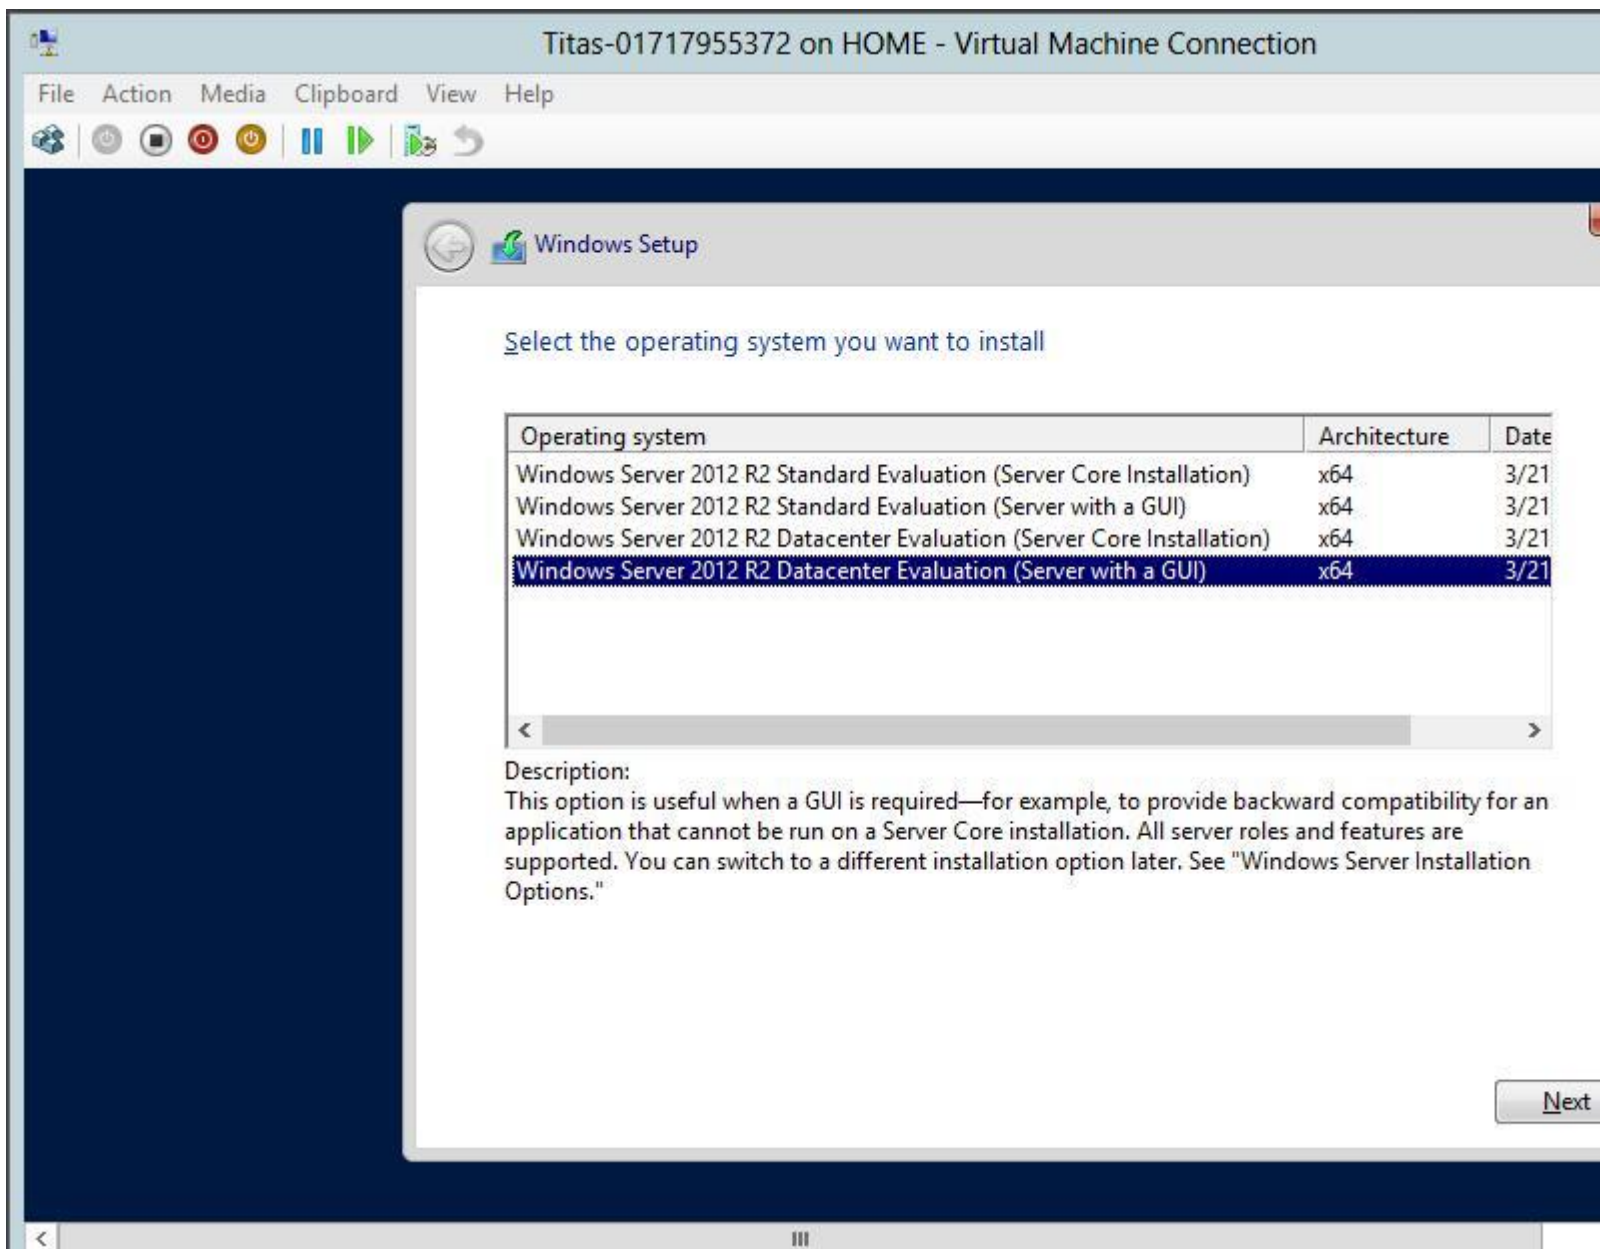 Titas-01717955372 on HOME - Virtual Machine Connection
File Action Media Clipboard View Help
Windows Setup
Select the operating system you want to install
Operating system Architecture Date
Windows Server 2012 R2 Standard Evaluation (Server Core Installation) x64 3/21
Windows Server 2012 R2 Standard Evaluation (Server with a GUI) x64 3/21
Windows Server 2012 R2 Datacenter Evaluation (Server Core Installation) x64 3/21
Windows Server 2012 R2 Datacenter Evaluation (Server with a GUI) x64 3/21
Description:
This option is useful when a GUI is required—for example, to provide backward compatibility for an
application that cannot be run on a Server Core installation. All server roles and features are
supported. You can switch to a different installation option later. See "Windows Server Installation
Options."
Next